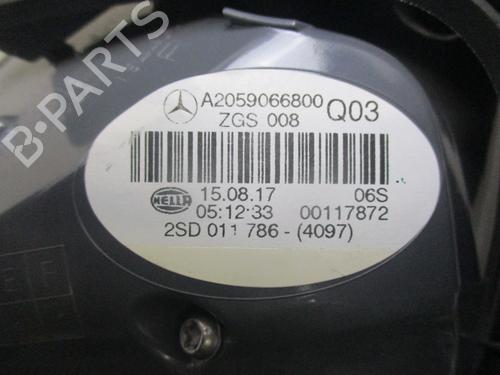 A2059066800 Q03
ZGS 008
HELLA 15.08.17 06S
05:12:33 00117872
2SD 011 786 - (4097)
B-PARTS
E F